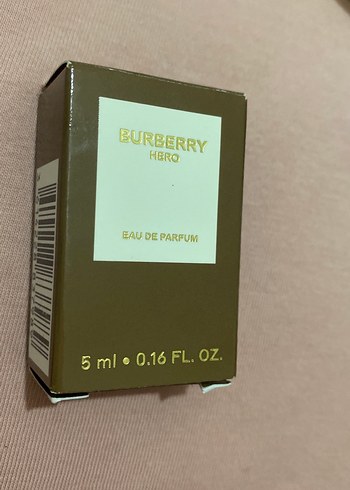 BURBERRY
HERO
EAU DE PARFUM
5 ml • 0.16 FL. OZ.